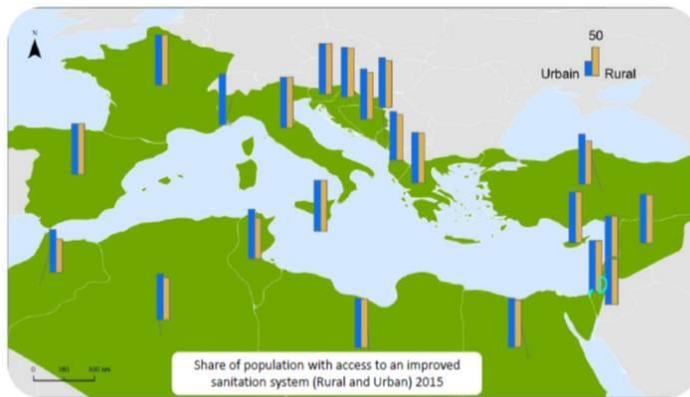 N
50
Urbain Rural
Share of population with access to an improved
sanitation system (Rural and Urban) 2015